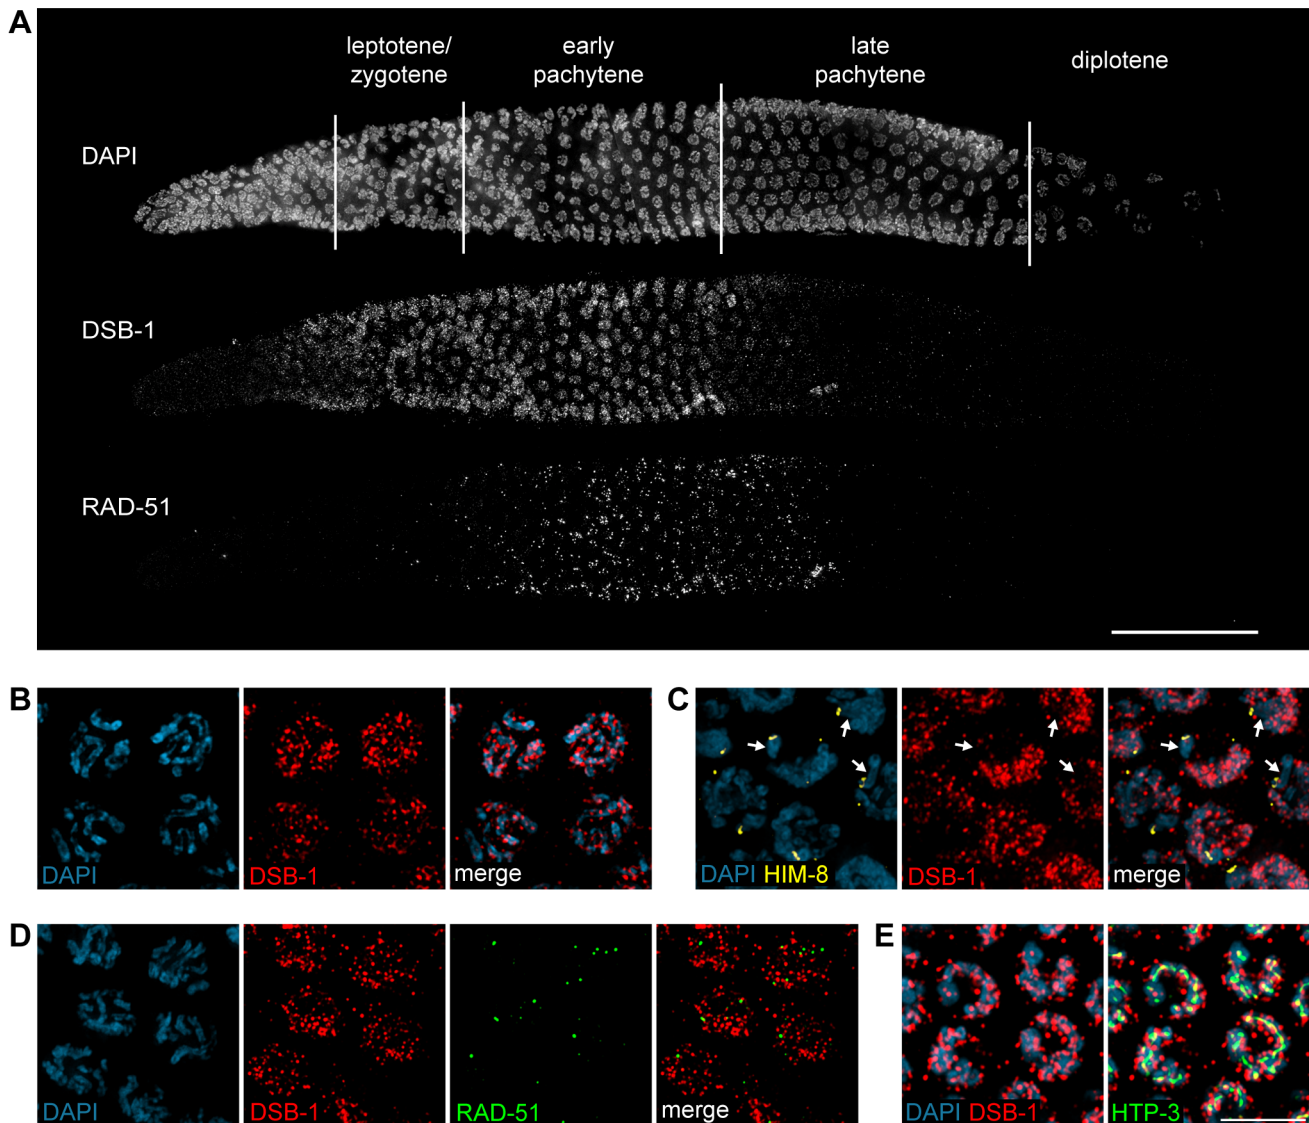 A
leptotene/
zygotene
early
pachytene
late
pachytene
diplotene
DAPI
DSB-1
RAD-51
B
DAPI
DSB-1
merge
C
DAPI HIM-8
DSB-1
merge
D
DAPI
DSB-1
RAD-51
merge
E
DAPI DSB-1
HTP-3